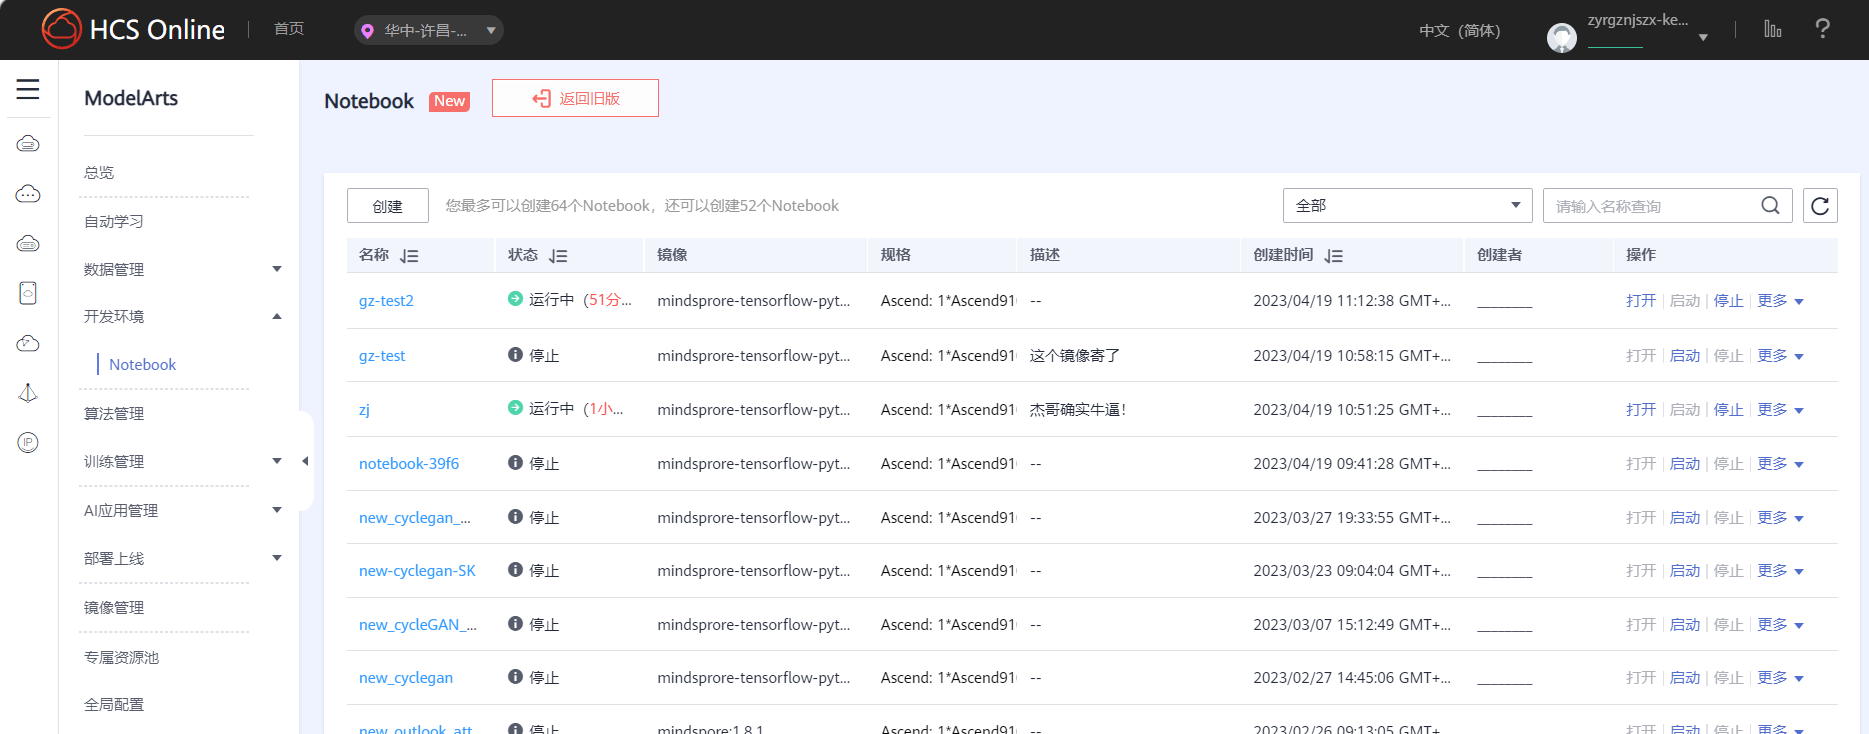 HCS Online 首页 华中-许昌-... 中文（简体） zyrgznjszx-ke...
ModelArts
总览
自动学习
数据管理
开发环境
Notebook
算法管理
训练管理
AI应用管理
部署上线
镜像管理
专属资源池
全局配置
IP
Notebook New 返回旧版
创建 您最多可以创建64个Notebook，还可以创建52个Notebook 全部 请输入名称查询
名称 状态 镜像 规格 描述 创建时间 创建者 操作
gz-test2 运行中（51分... mindsprore-tensorflow-pyt... Ascend: 1*Ascend91 -- 2023/04/19 11:12:38 GMT+... 打开 | 启动 | 停止 | 更多
gz-test 停止 mindsprore-tensorflow-pyt... Ascend: 1*Ascend91 这个镜像寄了 2023/04/19 10:58:15 GMT+... 打开 | 启动 | 停止 | 更多
zj 运行中（1小... mindsprore-tensorflow-pyt... Ascend: 1*Ascend91 杰哥确实牛逼！ 2023/04/19 10:51:25 GMT+... 打开 | 启动 | 停止 | 更多
notebook-39f6 停止 mindsprore-tensorflow-pyt... Ascend: 1*Ascend91 -- 2023/04/19 09:41:28 GMT+... 打开 | 启动 | 停止 | 更多
new_cyclegan_... 停止 mindsprore-tensorflow-pyt... Ascend: 1*Ascend91 -- 2023/03/27 19:33:55 GMT+... 打开 | 启动 | 停止 | 更多
new-cyclegan-SK 停止 mindsprore-tensorflow-pyt... Ascend: 1*Ascend91 -- 2023/03/23 09:04:04 GMT+... 打开 | 启动 | 停止 | 更多
new_cycleGAN_... 停止 mindsprore-tensorflow-pyt... Ascend: 1*Ascend91 -- 2023/03/07 15:12:49 GMT+... 打开 | 启动 | 停止 | 更多
new_cyclegan 停止 mindsprore-tensorflow-pyt... Ascend: 1*Ascend91 -- 2023/02/27 14:45:06 GMT+... 打开 | 启动 | 停止 | 更多
new_outlook_att 停止 mindspore:1.8.1 Ascend: 1*Ascend91 -- 2023/02/26 09:13:05 GMT+... 打开 | 启动 | 停止 | 更多